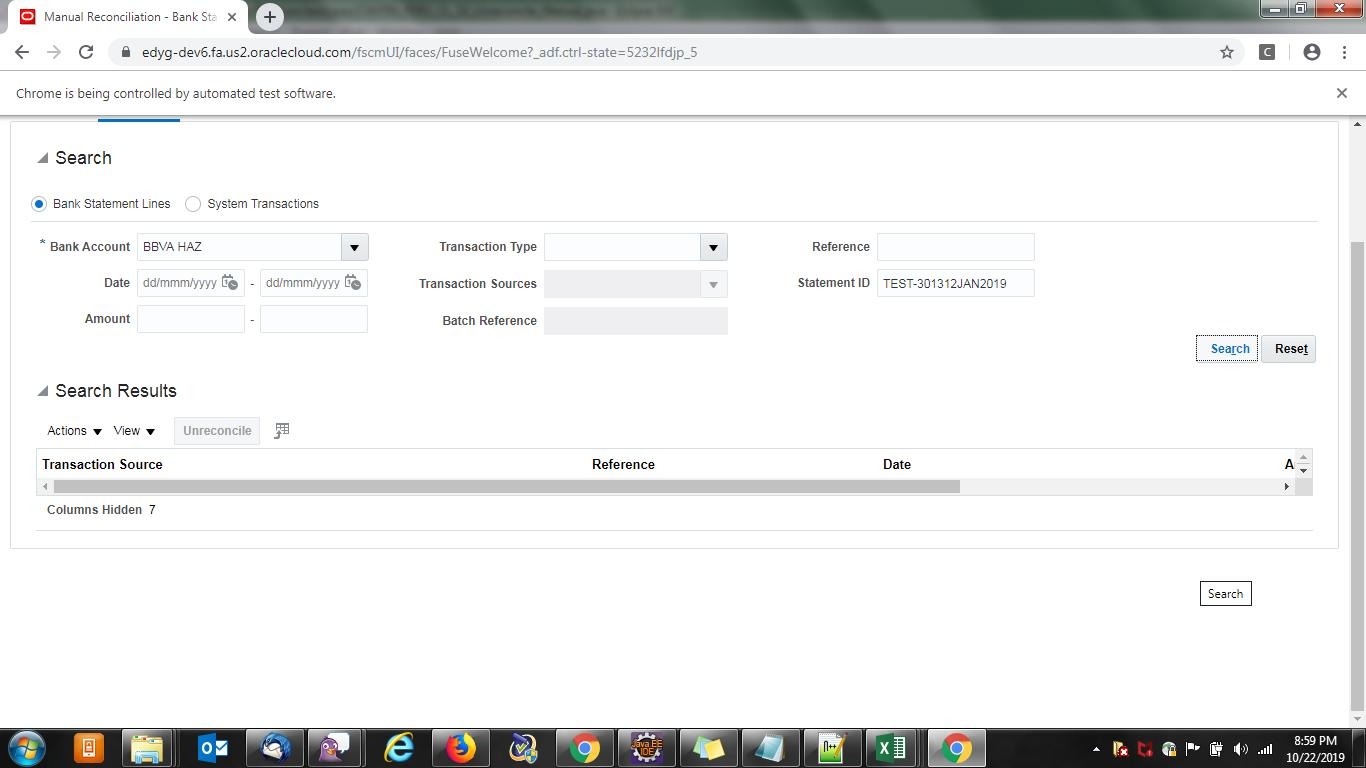 Manual Reconciliation - Bank Sta
edyg-dev6.fa.us2.oraclecloud.com/fscmUI/faces/FuseWelcome?_adf.ctrl-state=5232lfdjp_5
C
Chrome is being controlled by automated test software.
Search
Bank Statement Lines System Transactions
* Bank Account BBVA HAZ Transaction Type Reference
Date dd/mmm/yyyy - dd/mmm/yyyy Transaction Sources Statement ID TEST-301312JAN2019
Amount - Batch Reference
Search Reset
Search Results
Actions View Unreconcile
Transaction Source Reference Date A
Columns Hidden 7
Search
Java EE
IDE
8:59 PM
10/22/2019